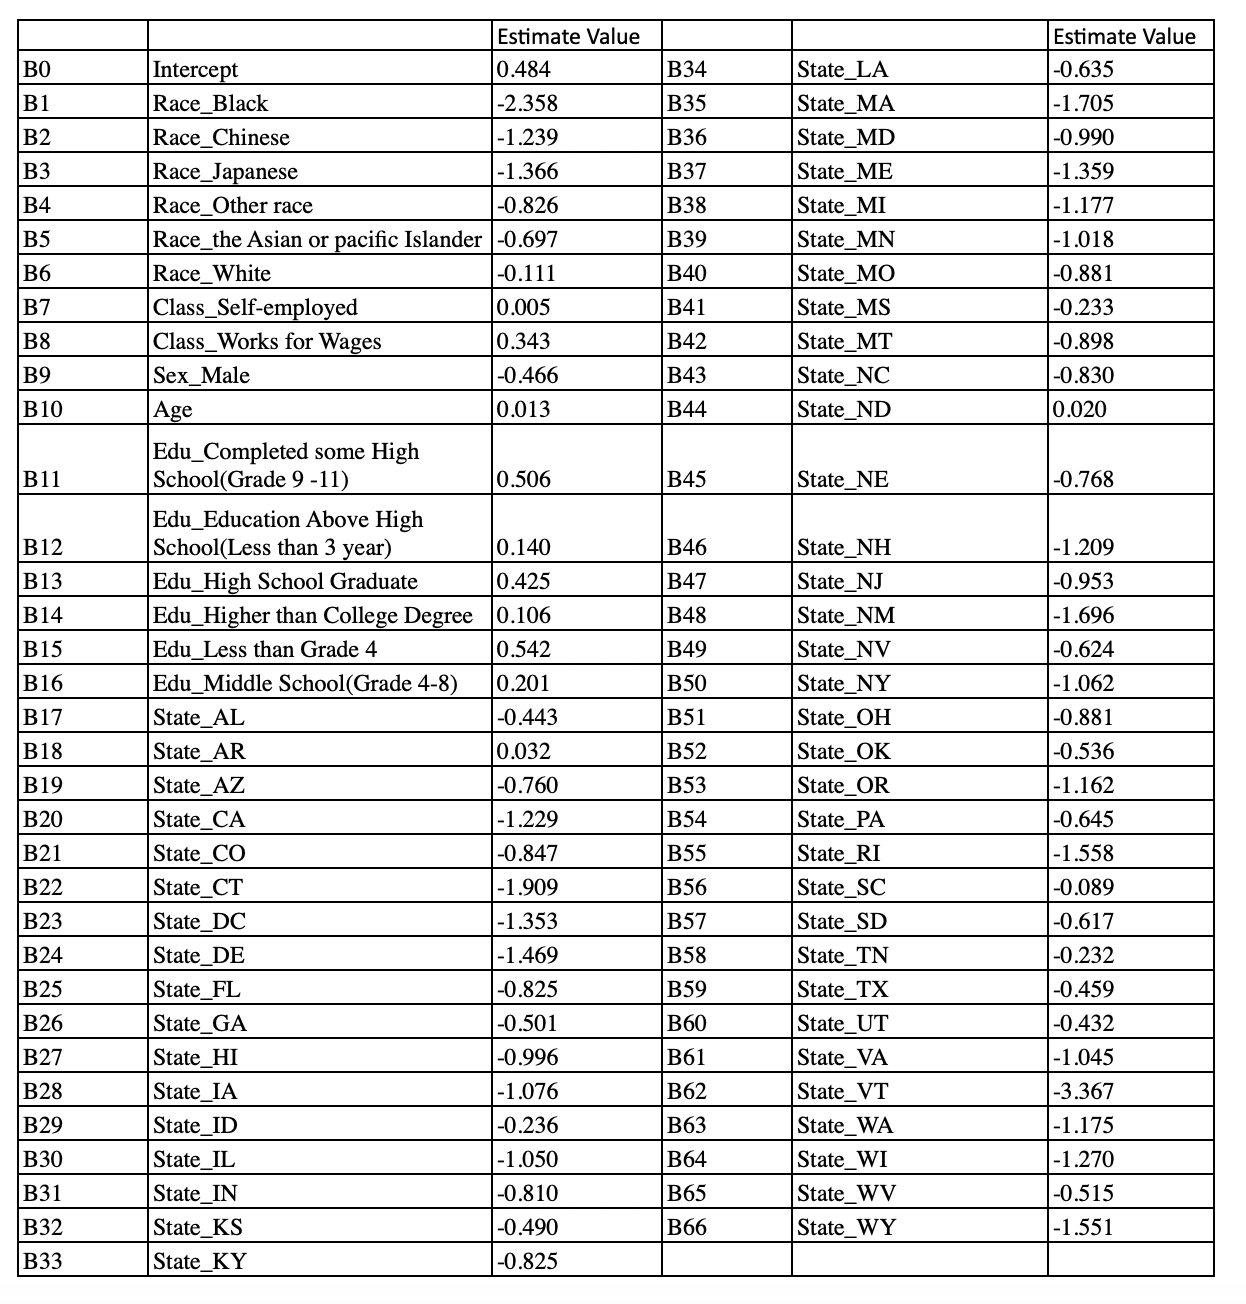 Estimate Value Estimate Value
B0 Intercept 0.484 B34 State_LA -0.635
B1 Race_Black -2.358 B35 State_MA -1.705
B2 Race_Chinese -1.239 B36 State_MD -0.990
B3 Race_Japanese -1.366 B37 State_ME -1.359
B4 Race_Other race -0.826 B38 State_MI -1.177
B5 Race_the Asian or pacific Islander -0.697 B39 State_MN -1.018
B6 Race_White -0.111 B40 State_MO -0.881
B7 Class_Self-employed 0.005 B41 State_MS -0.233
B8 Class_Works for Wages 0.343 B42 State_MT -0.898
B9 Sex_Male -0.466 B43 State_NC -0.830
B10 Age 0.013 B44 State_ND 0.020
Edu_Completed some High
B11 School(Grade 9 -11) 0.506 B45 State_NE -0.768
Edu_Education Above High
B12 School(Less than 3 year) 0.140 B46 State_NH -1.209
B13 Edu_High School Graduate 0.425 B47 State_NJ -0.953
B14 Edu_Higher than College Degree 0.106 B48 State_NM -1.696
B15 Edu_Less than Grade 4 0.542 B49 State_NV -0.624
B16 Edu_Middle School(Grade 4-8) 0.201 B50 State_NY -1.062
B17 State_AL -0.443 B51 State_OH -0.881
B18 State_AR 0.032 B52 State_OK -0.536
B19 State_AZ -0.760 B53 State_OR -1.162
B20 State_CA -1.229 B54 State_PA -0.645
B21 State_CO -0.847 B55 State_RI -1.558
B22 State_CT -1.909 B56 State_SC -0.089
B23 State_DC -1.353 B57 State_SD -0.617
B24 State_DE -1.469 B58 State_TN -0.232
B25 State_FL -0.825 B59 State_TX -0.459
B26 State_GA -0.501 B60 State_UT -0.432
B27 State_HI -0.996 B61 State_VA -1.045
B28 State_IA -1.076 B62 State_VT -3.367
B29 State_ID -0.236 B63 State_WA -1.175
B30 State_IL -1.050 B64 State_WI -1.270
B31 State_IN -0.810 B65 State_WV -0.515
B32 State_KS -0.490 B66 State_WY -1.551
B33 State_KY -0.825